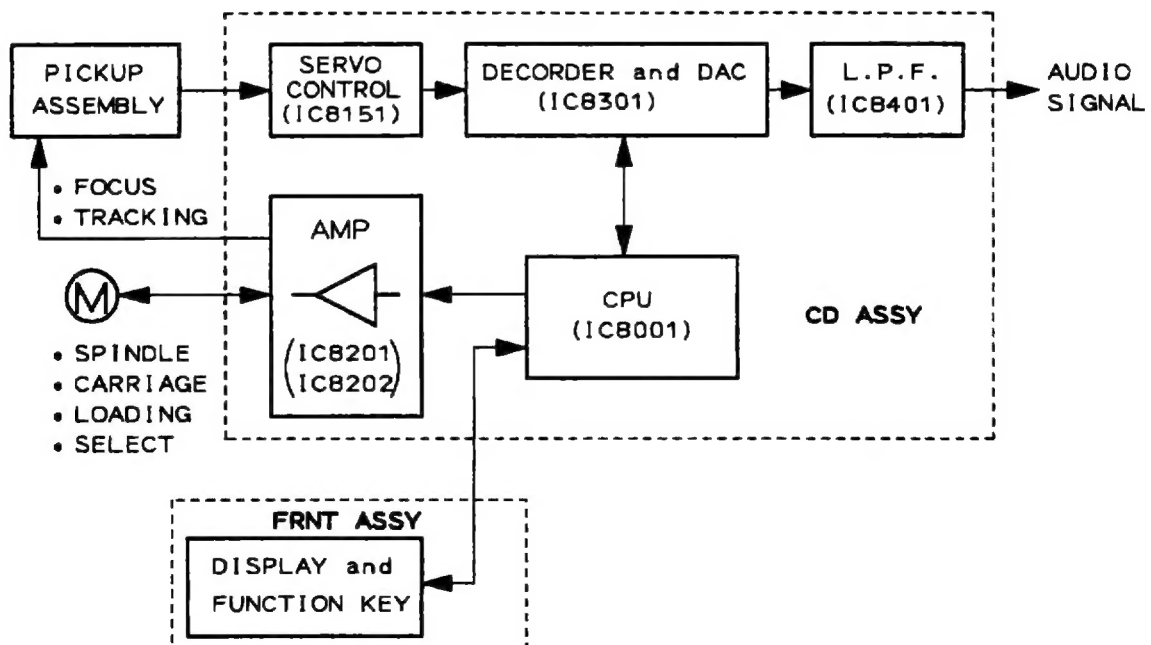 PICKUP
ASSEMBLY
SERVO
CONTROL
(IC8151)
DECORDER and DAC
(IC8301)
L.P.F.
(IC8401)
AUDIO
SIGNAL
• FOCUS
• TRACKING
AMP
(IC8201
IC8202)
M
• SPINDLE
• CARRIAGE
• LOADING
• SELECT
CPU
(IC8001)
CD ASSY
FRNT ASSY
DISPLAY and
FUNCTION KEY